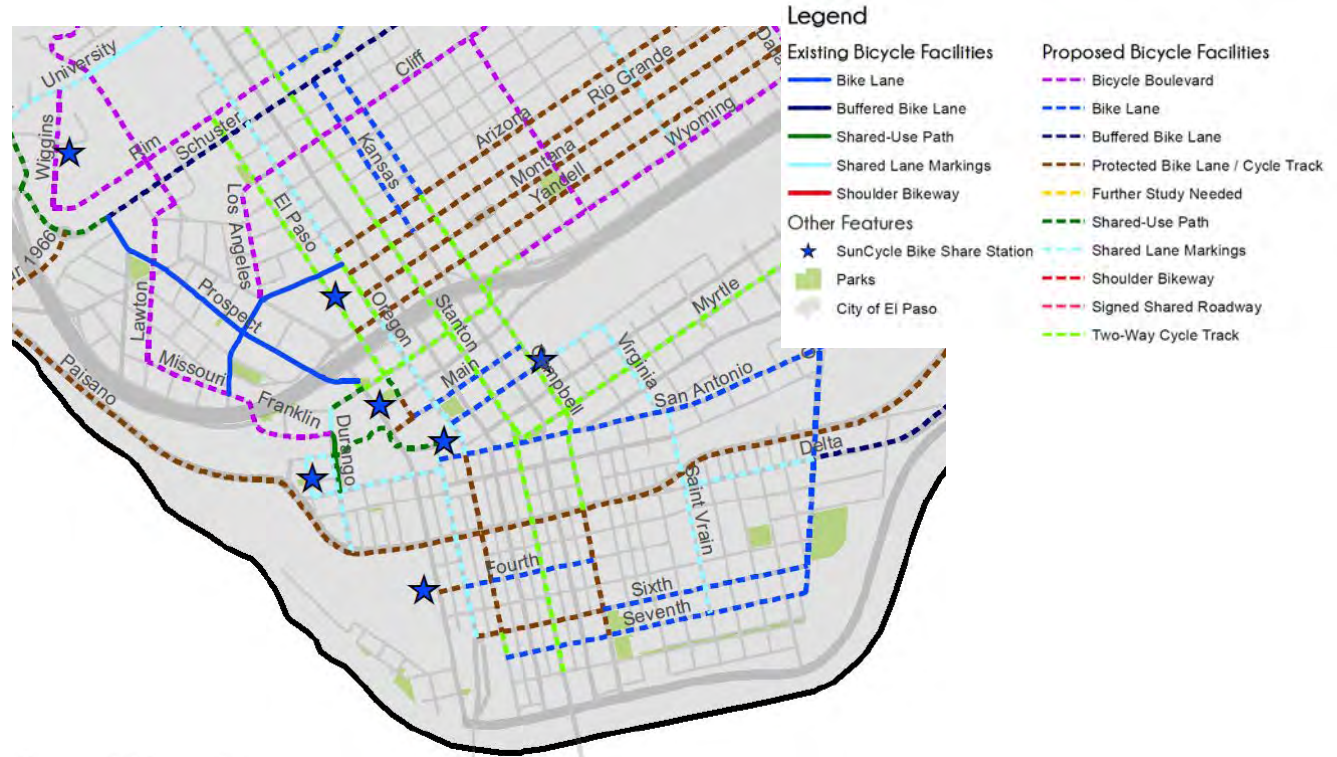 Legend
Existing Bicycle Facilities
Bike Lane
Buffered Bike Lane
Shared-Use Path
Shared Lane Markings
Shoulder Bikeway
Other Features
SunCycle Bike Share Station
Parks
City of El Paso
Proposed Bicycle Facilities
Bicycle Boulevard
Bike Lane
Buffered Bike Lane
Protected Bike Lane / Cycle Track
Further Study Needed
Shared-Use Path
Shared Lane Markings
Shoulder Bikeway
Signed Shared Roadway
Two-Way Cycle Track
University
Cliff
Rio Grande
Wiggins
Rim
Schuster
Kansas
Arizona
Wyoming
Montana
Yandell
Los Angeles
El Paso
1966
Lawton
Prospect
Oregon
Stanton
Myrtle
Missouri
Main
Campbell
Virginia
Paisano
Franklin
San Antonio
Durango
Delta
Saint Vrain
Fourth
Sixth
Seventh